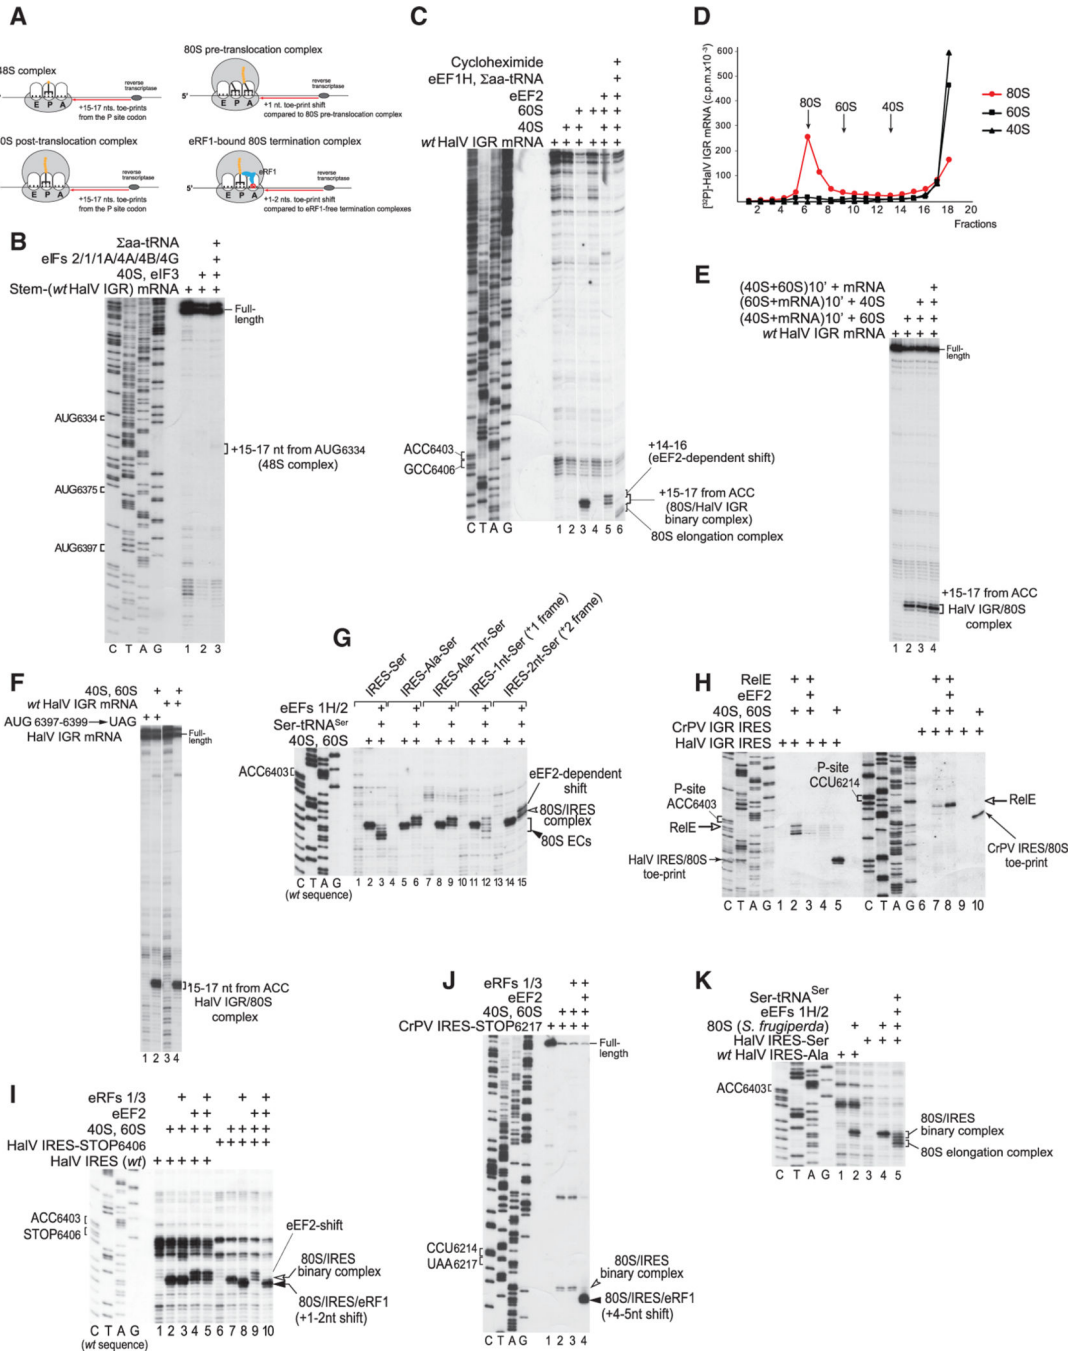 A
48S complex
reverse
transcriptase
E P A
+15-17 nts. toe-prints
from the P site codon
80S pre-translocation complex
5'
reverse
transcriptase
E P A
+1 nt. toe-print shift
compared to 80S pre-translocation complex
0S post-translocation complex
reverse
transcriptase
E P A
+15-17 nts. toe-prints
from the P site codon
eRF1-bound 80S termination complex
eRF1
5'
reverse
transcriptase
E P A
+1-2 nts. toe-print shift
compared to eRF1-free termination complexes
B
Σaa-tRNA +
eIFs 2/1/1A/4A/4B/4G +
40S, eIF3 + +
Stem-(wt HalV IGR) mRNA + + +
Full-
length
AUG6334
+15-17 nt from AUG6334
(48S complex)
AUG6375
AUG6397
C T A G 1 2 3
C
Cycloheximide +
eEF1H, Σaa-tRNA +
eEF2 + +
60S + + + +
40S + + + +
wt HalV IGR mRNA + + + + + +
ACC6403
GCC6406
+14-16
(eEF2-dependent shift)
+15-17 from ACC
(80S/HalV IGR
binary complex)
80S elongation complex
C T A G 1 2 3 4 5 6
D
[³²P]-HalV IGR mRNA (c.p.m.x10⁻³)
600
500
400
300
200
100
80S 60S 40S
80S
60S
40S
2 4 6 8 10 12 14 16 18 20
Fractions
E
(40S+60S)10' + mRNA +
(60S+mRNA)10' + 40S + +
(40S+mRNA)10' + 60S + + +
wt HalV IGR mRNA + + + +
Full-
length
+15-17 from ACC
HalV IGR/80S
complex
1 2 3 4
F
40S, 60S + +
wt HalV IGR mRNA + +
AUG 6397-6399→UAG + +
HalV IGR mRNA
Full-
length
15-17 nt from ACC
HalV IGR/80S
complex
1 2 3 4
G
IRES-Ser
IRES-Ala-Ser
IRES-Ala-Thr-Ser
IRES-1nt-Ser (+1 frame)
IRES-2nt-Ser (+2 frame)
eEFs 1H/2 + + + + +
Ser-tRNASer + + + + +
40S, 60S + + + + + + + + + +
ACC6403
eEF2-dependent
shift
80S/IRES
complex
80S ECs
C T A G 1 2 3 4 5 6 7 8 9 10 11 12 13 14 15
(wt sequence)
H
RelE + + + +
eEF2 + +
40S, 60S + + + + + +
CrPV IGR IRES + + + + +
HalV IGR IRES + + + + +
P-site
ACC6403
RelE
HalV IRES/80S
toe-print
P-site
CCU6214
RelE
CrPV IRES/80S
toe-print
C T A G 1 2 3 4 5 C T A G 6 7 8 9 10
I
eRFs 1/3 + + + +
eEF2 + + + +
40S, 60S + + + + + + + +
HalV IRES-STOP6406 + + + + +
HalV IRES (wt) + + + + +
ACC6403
STOP6406
eEF2-shift
80S/IRES
binary complex
80S/IRES/eRF1
(+1-2nt shift)
C T A G 1 2 3 4 5 6 7 8 9 10
(wt sequence)
J
eRFs 1/3 + +
eEF2 +
40S, 60S + + +
CrPV IRES-STOP6217 + + + +
Full-
length
CCU6214
UAA6217
80S/IRES
binary complex
80S/IRES/eRF1
(+4-5nt shift)
C T A G 1 2 3 4
K
Ser-tRNASer +
eEFs 1H/2 +
80S (S. frugiperda) + + +
HalV IRES-Ser + + +
wt HalV IRES-Ala + +
ACC6403
80S/IRES
binary complex
80S elongation complex
C T A G 1 2 3 4 5